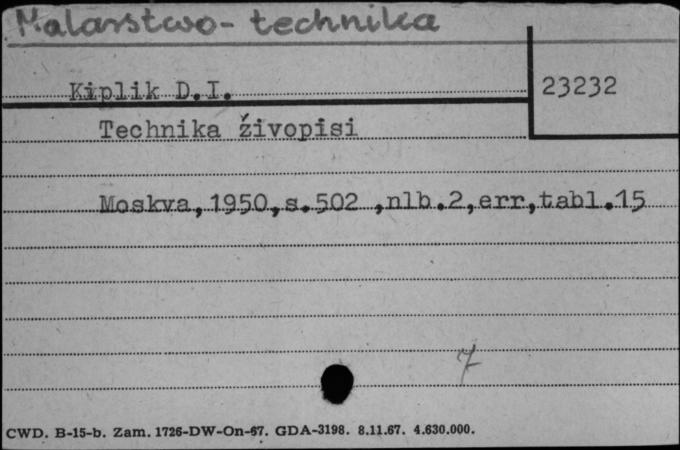 Malarstwo - technika
Kiplik D.I.
23232
Technika živopisi
Moskva,1950,s.502 ,nlb.2,err,tabl.15
7
CWD. B-15-b. Zam. 1726-DW-On-67. GDA-3198. 8.11.67. 4.630.000.